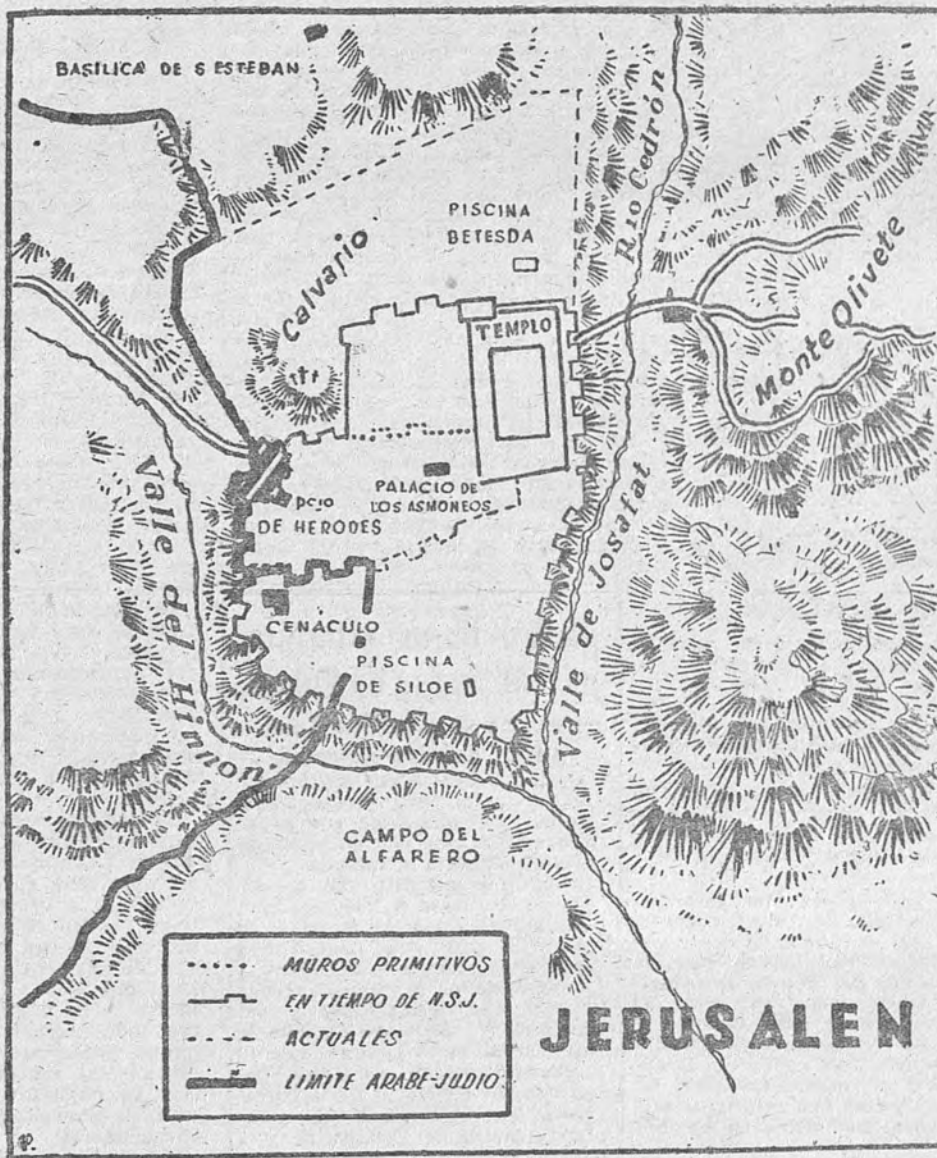 BASILICA DE S ESTEBAN
Rio Cedrón
PISCINA
BETESDA
Calvario
TEMPLO
Monte Olivete
Valle del Hinon
PALACIO DE
LOS ASMONEOS
pcio
DE HERODES
Valle de Josafat
CENACULO
PISCINA
DE SILOE
CAMPO DEL
ALFARERO
MUROS PRIMITIVOS
EN TIEMPO DE N.S.J.
ACTUALES
LIMITE ARABE-JUDIO
JERUSALEN